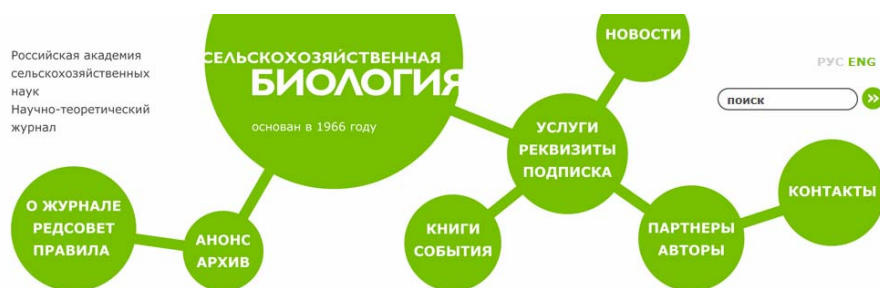 Российская академия
сельскохозяйственных
наук
Научно-теоретический
журнал
СЕЛЬСКОХОЗЯЙСТВЕННАЯ
БИОЛОГИЯ
основан в 1966 году
НОВОСТИ
РУС ENG
поиск
УСЛУГИ
РЕКВИЗИТЫ
ПОДПИСКА
О ЖУРНАЛЕ
РЕДСОВЕТ
ПРАВИЛА
АНОНС
АРХИВ
КНИГИ
СОБЫТИЯ
ПАРТНЕРЫ
АВТОРЫ
КОНТАКТЫ